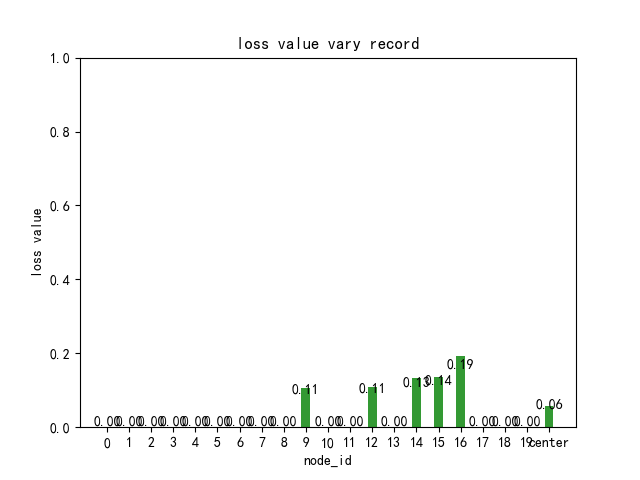 loss value vary record
1.0
0.8
0.6
0.4
0.2
0.0
loss value
0.00 0.00 0.00 0.00 0.00 0.00 0.00 0.00 0.00 0.11 0.00 0.00 0.11 0.00 0.13 0.14 0.19 0.00 0.00 0.00 0.06
0 1 2 3 4 5 6 7 8 9 10 11 12 13 14 15 16 17 18 19 center
node_id